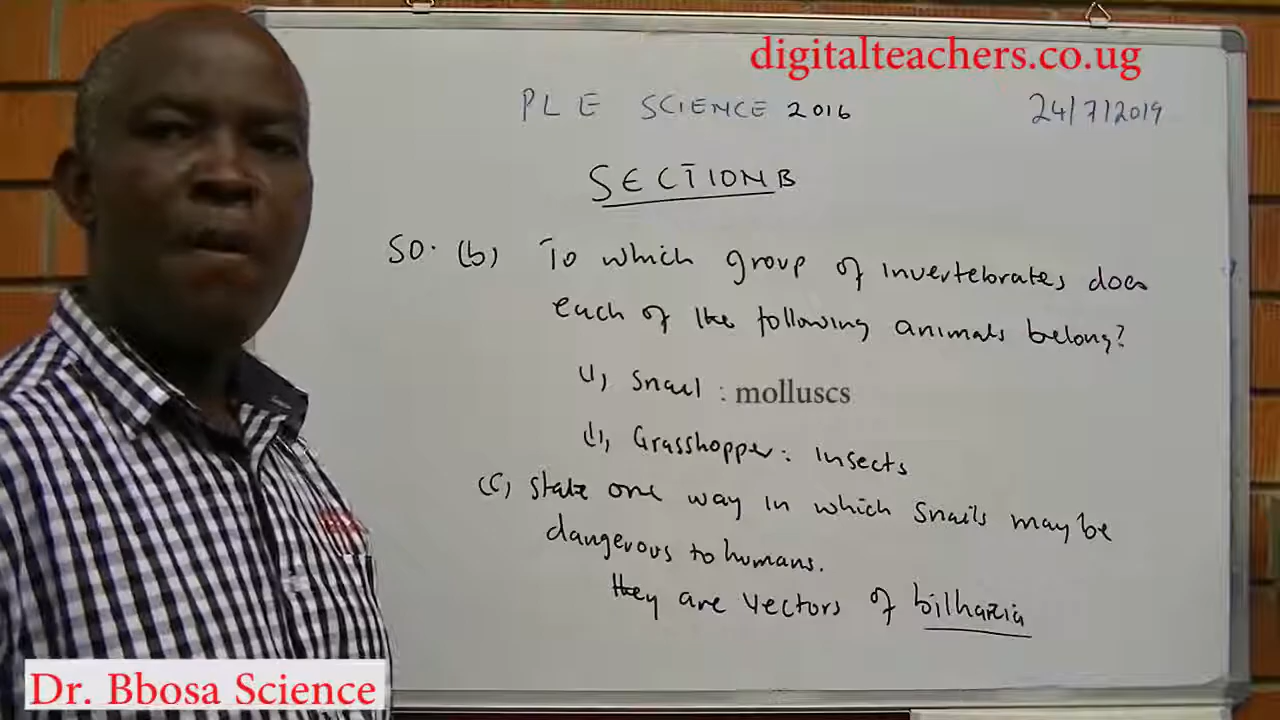 digitalteachers.co.ug
PLE SCIENCE 2016 24/7/2019
SECTION B
50. (b) To which group of invertebrates does
each of the following animals belong?
(i) Snail : molluscs
(ii) Grasshopper: Insects
(c) State one way in which snails may be
dangerous to humans.
they are vectors of bilharzia
Dr. Bbosa Science